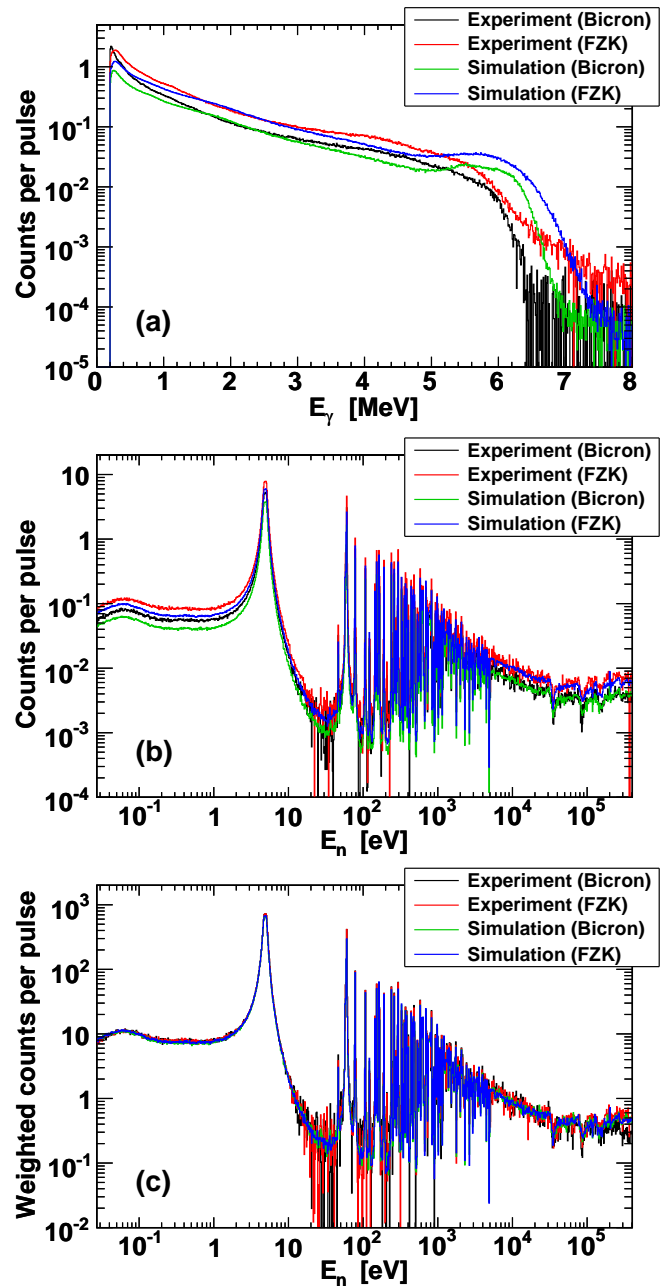 Experiment (Bicron)
Experiment (FZK)
Simulation (Bicron)
Simulation (FZK)
Counts per pulse
1
10⁻¹
10⁻²
10⁻³
10⁻⁴
10⁻⁵
(a)
0 1 2 3 4 5 6 7 8
Eγ [MeV]
Experiment (Bicron)
Experiment (FZK)
Simulation (Bicron)
Simulation (FZK)
Counts per pulse
10
1
10⁻¹
10⁻²
10⁻³
10⁻⁴
(b)
10⁻¹ 1 10 10² 10³ 10⁴ 10⁵
Eₙ [eV]
Experiment (Bicron)
Experiment (FZK)
Simulation (Bicron)
Simulation (FZK)
Weighted counts per pulse
10³
10²
10
1
10⁻¹
10⁻²
(c)
10⁻¹ 1 10 10² 10³ 10⁴ 10⁵
Eₙ [eV]